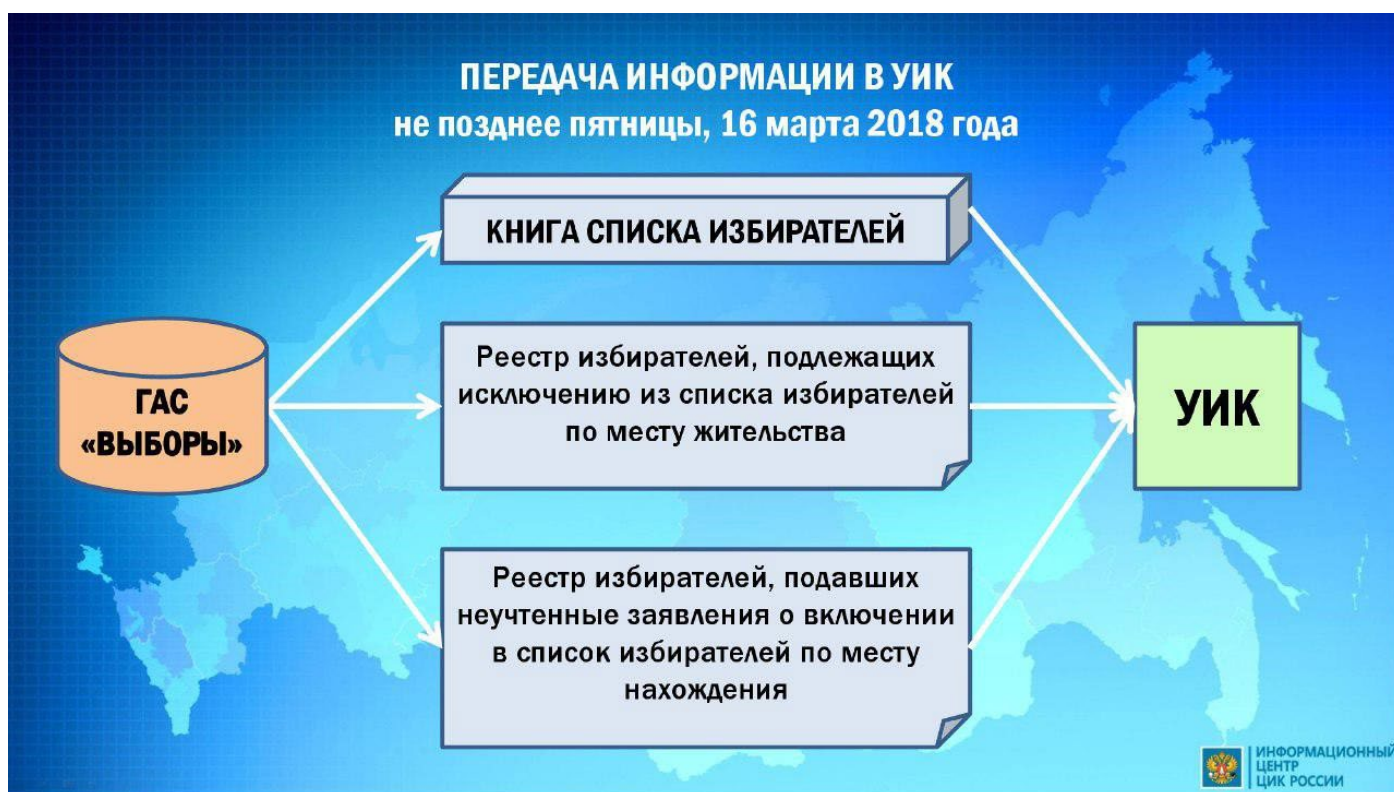 ПЕРЕДАЧА ИНФОРМАЦИИ В УИК
не позднее пятницы, 16 марта 2018 года
КНИГА СПИСКА ИЗБИРАТЕЛЕЙ
Реестр избирателей, подлежащих
исключению из списка избирателей
по месту жительства
ГАС
«ВЫБОРЫ»
УИК
Реестр избирателей, подавших
неучтенные заявления о включении
в список избирателей по месту
нахождения
ИНФОРМАЦИОННЫЙ
ЦЕНТР
ЦИК РОССИИ